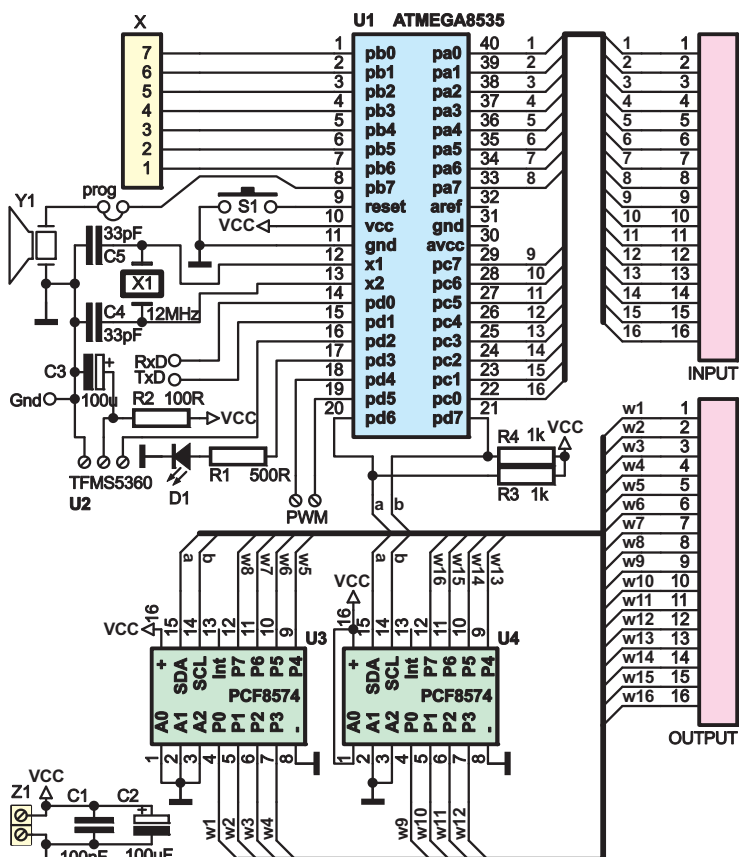 X
U1 ATMEGA8535
7 1 pb0 pa0 40 1 1 1
6 2 pb1 pa1 39 2 2 2
5 3 pb2 pa2 38 3 3 3
4 4 pb3 pa3 37 4 4 4
3 5 pb4 pa4 36 5 5 5
2 6 pb5 pa5 35 6 6 6
1 7 pb6 pa6 34 7 7 7
8 pb7 pa7 33 8 8 8
9 reset aref 32 9 9
10 vcc gnd 31 10 10
11 gnd avcc 30 11 11
12 x1 pc7 29 9 12 12
13 x2 pc6 28 10 13 13
14 pd0 pc5 27 11 14 14
15 pd1 pc4 26 12 15 15
16 pd2 pc3 25 13 16 16
17 pd3 pc2 24 14
18 pd4 pc1 23 15
19 pd5 pc0 22 16
20 pd6 pd7 21
INPUT
prog
Y1
S1
VCC
33pF
C5
X1
C4
12MHz
33pF
RxD
TxD
C3
+
100u
Gnd
R2 100R
VCC
TFMS5360
U2
D1
R1 500R
PWM
R4 1k
VCC
R3 1k
a b
w1 1
w2 2
w3 3
w4 4
w5 5
w6 6
w7 7
w8 8
w9 9
w10 10
w11 11
w12 12
w13 13
w14 14
w15 15
w16 16
OUTPUT
a b w8 w7 w6 w5
VCC
16 15 14 13 12 11 10 9
U3
+ SDA SCL Int P7 P6 P5 P4
PCF8574
A0 A1 A2 P0 P1 P2 P3 -
1 2 3 4 5 6 7 8
w1 w2 w3 w4
a b w16 w15 w14 w13
VCC
16 15 14 13 12 11 10 9
U4
+ SDA SCL Int P7 P6 P5 P4
PCF8574
A0 A1 A2 P0 P1 P2 P3 -
1 2 3 4 5 6 7 8
w9 w10 w11 w12
Z1
VCC
C1
C2
+
100nF
100uF